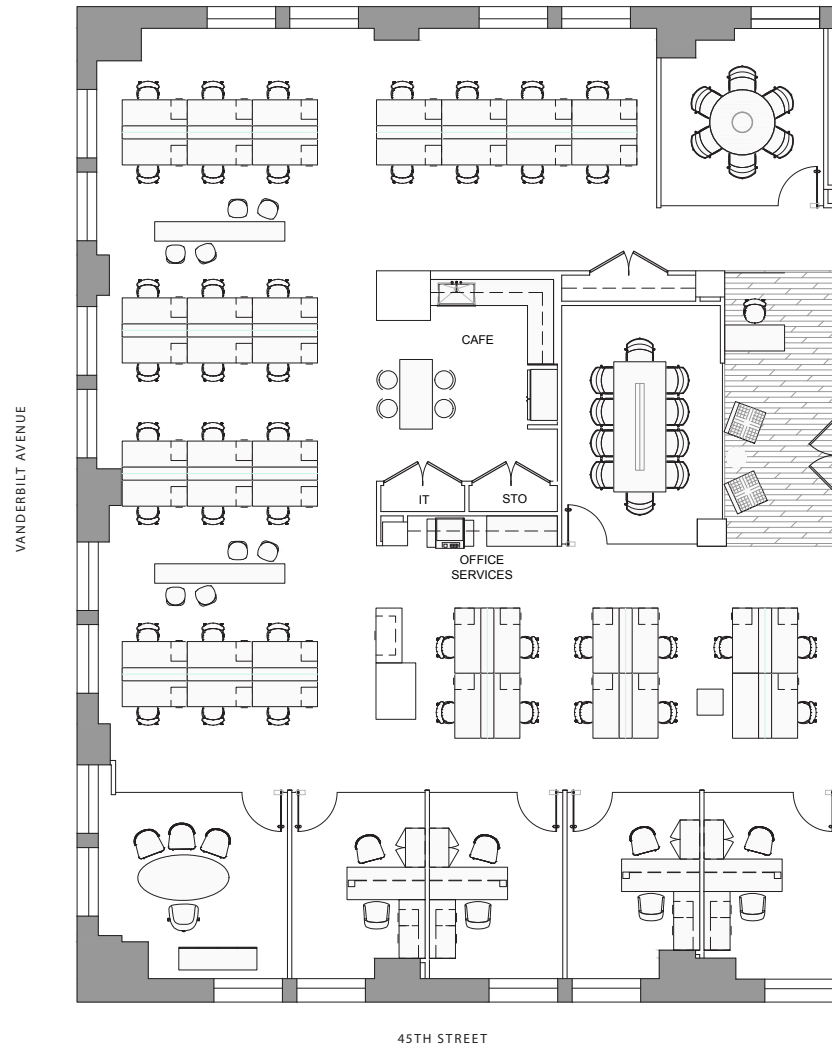 CAFE
VANDERBILT AVENUE
IT
STO
OFFICE
SERVICES
45TH STREET